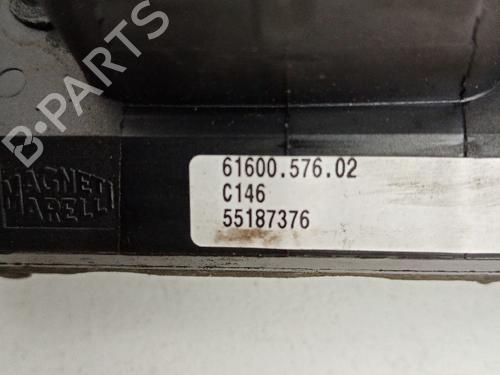 B-PARTS
61600.576.02
C146
55187376
MAGNETI
MARELLI